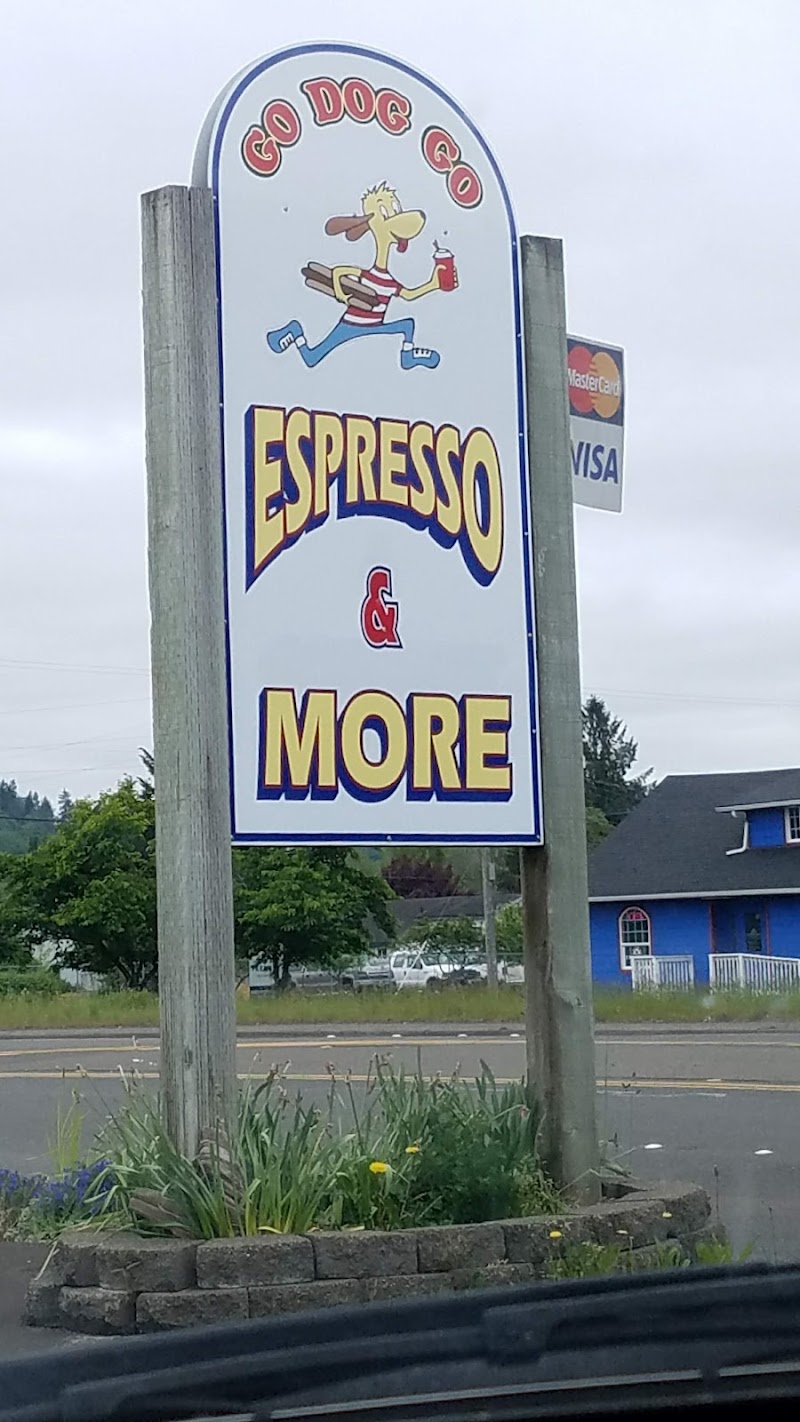 GO DOG GO
ESPRESSO
&
MORE
MasterCard
VISA